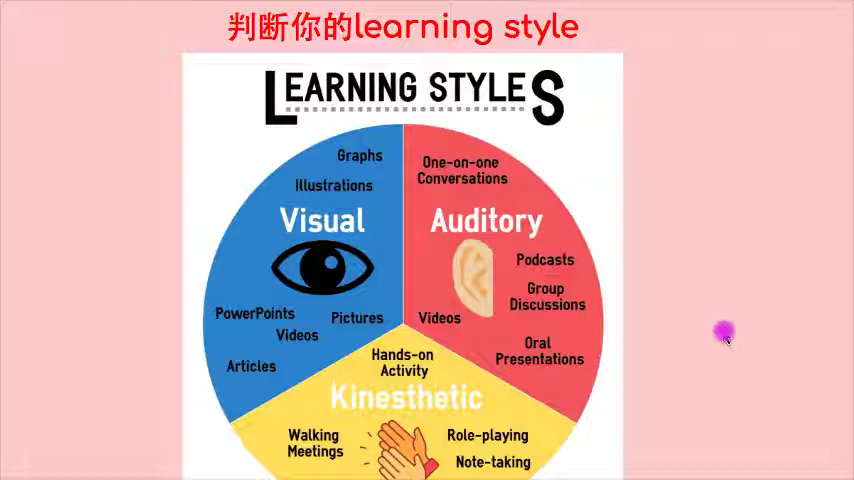 判断你的learning style
LEARNING STYLES
Graphs
Illustrations
Visual
PowerPoints
Videos
Pictures
Articles
One-on-one
Conversations
Auditory
Podcasts
Group
Discussions
Videos
Oral
Presentations
Hands-on
Activity
Kinesthetic
Walking
Meetings
Role-playing
Note-taking